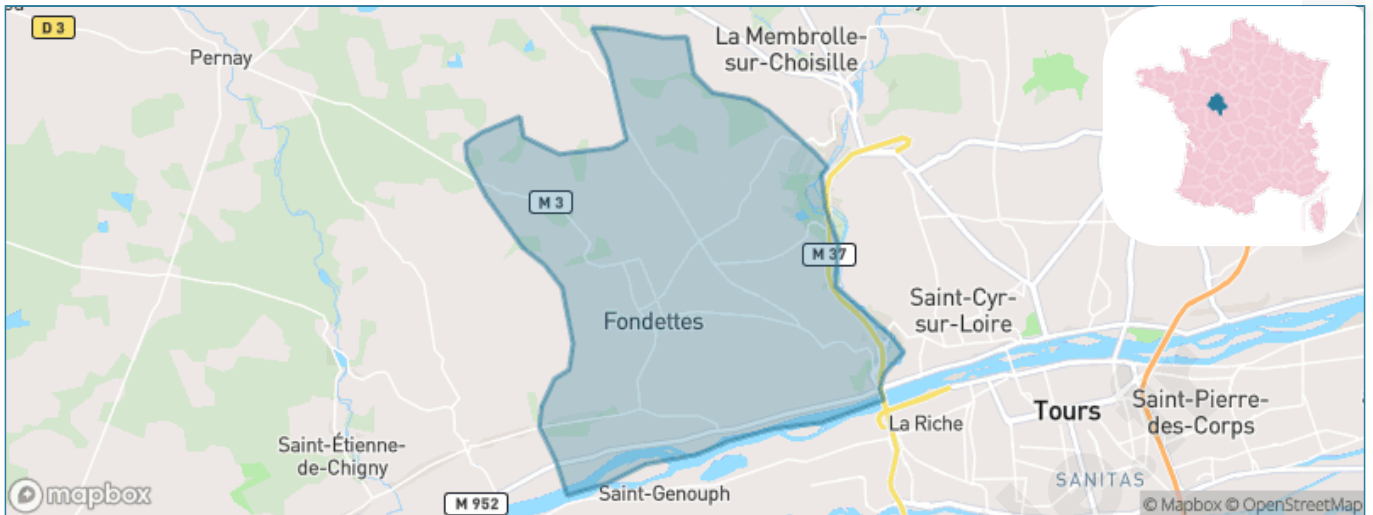 D 3
Pernay
La Membrolle-
sur-Choisille
M 3
M 37
Fondettes
Saint-Cyr-
sur-Loire
Tours
Saint-Pierre-
des-Corps
La Riche
Saint-Étienne-
de-Chigny
SANITAS
Saint-Genouph
M 952
mapbox
© Mapbox © OpenStreetMap